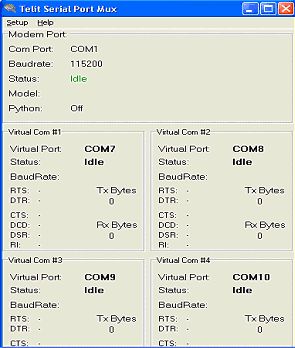 Telit Serial Port Mux
Setup Help
Modem Port
Com Port: COM1
Baudrate: 115200
Status: Idle
Model:
Python: Off
Virtual Com #1
Virtual Port: COM7
Status: Idle
BaudRate: -
RTS: - Tx Bytes
DTR: - 0
CTS: -
DCD: - Rx Bytes
DSR: - 0
RI: -
Virtual Com #2
Virtual Port: COM8
Status: Idle
BaudRate: -
RTS: - Tx Bytes
DTR: - 0
CTS: -
DCD: - Rx Bytes
DSR: - 0
RI: -
Virtual Com #3
Virtual Port: COM9
Status: Idle
BaudRate: -
RTS: - Tx Bytes
DTR: - 0
CTS: -
Virtual Com #4
Virtual Port: COM10
Status: Idle
BaudRate: -
RTS: - Tx Bytes
DTR: - 0
CTS: -